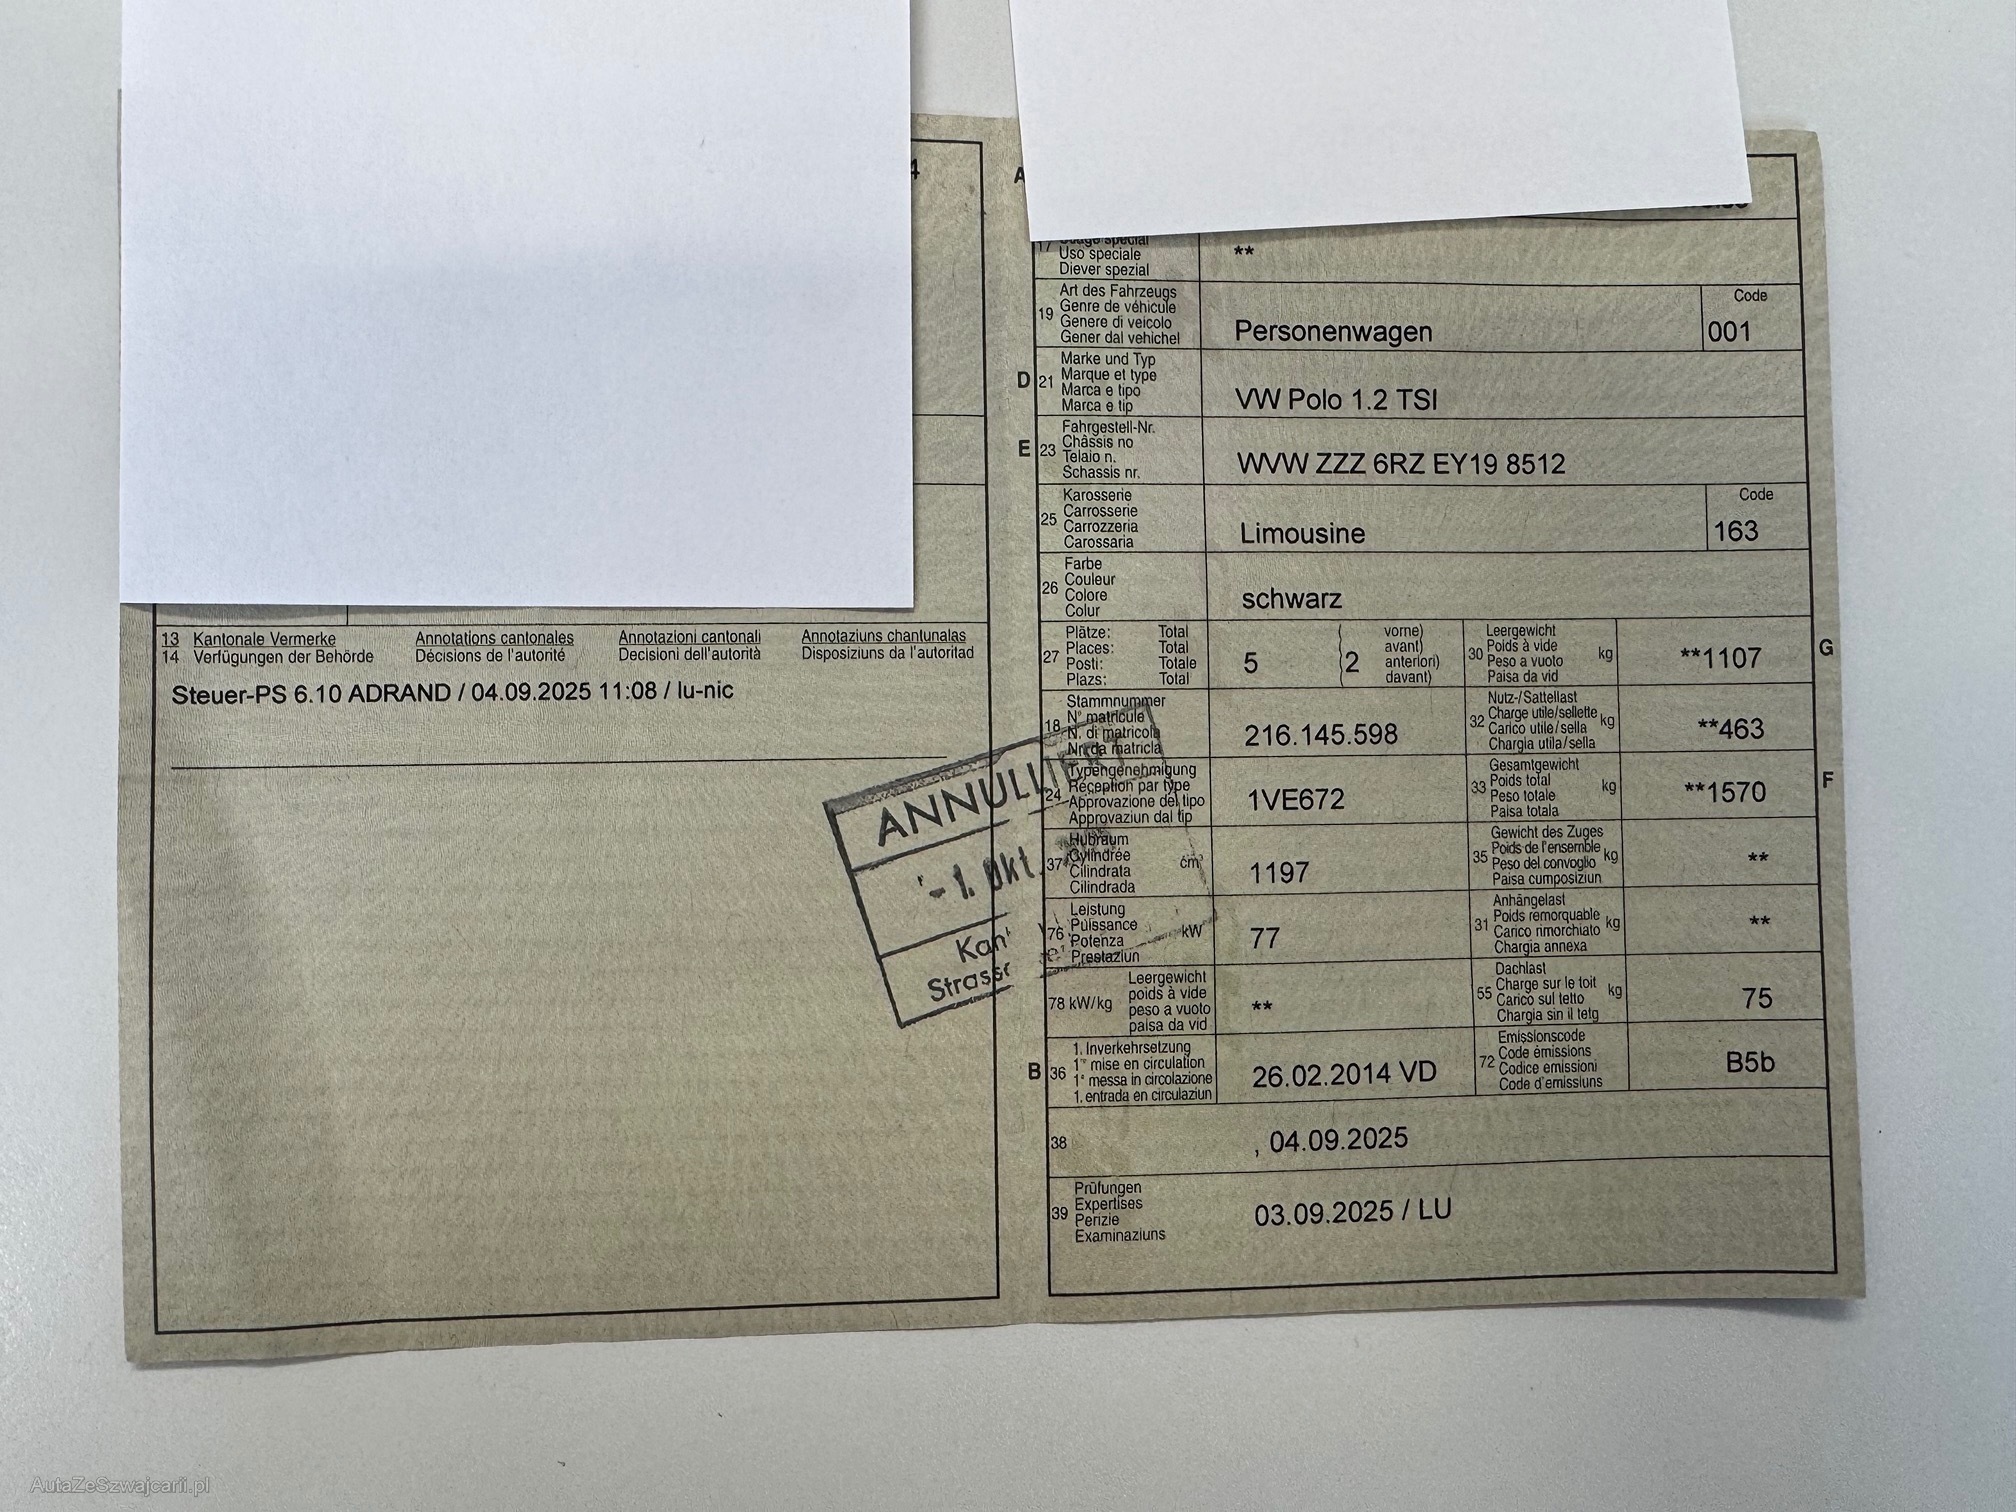 13 Kantonale Vermerke Annotations cantonales Annotazioni cantonali Annotaziuns chantunalas
14 Verfügungen der Behörde Décisions de l'autorité Decisioni dell'autorità Disposiziuns da l'autoritad
Steuer-PS 6.10 ADRAND / 04.09.2025 11:08 / lu-nic
ANNULLIERT
- 1. Okt.
Kan
Strass
A
17
Uso speciale
Diever spezial
**
19
Art des Fahrzeugs
Genre de véhicule
Genere di veicolo
Gener dal vehichel
Personenwagen
Code
001
D 21
Marke und Typ
Marque et type
Marca e tipo
Marca e tip
VW Polo 1.2 TSI
E 23
Fahrgestell-Nr.
Châssis no
Telaio n.
Schassis nr.
WVW ZZZ 6RZ EY19 8512
25
Karosserie
Carrosserie
Carrozzeria
Carossaria
Limousine
Code
163
26
Farbe
Couleur
Colore
Colur
schwarz
27
Plätze: Total
Places: Total
Posti: Totale
Plazs: Total
5
2
vorne)
avant)
anteriori)
davant)
30
Leergewicht
Poids à vide
Peso a vuoto
Paisa da vid
kg
**1107
G
18
Stammnummer
N° matricule
N. di matricola
Nr. da matricla
216.145.598
32
Nutz-/Sattellast
Charge utile/sellette
Carico utile/sella
Chargia utila/sella
kg
**463
24
Typengenehmigung
Réception par type
Approvazione del tipo
Approvaziun dal tip
1VE672
33
Gesamtgewicht
Poids total
Peso totale
Paisa totala
kg
**1570
F
37
Hubraum
Cylindrée
Cilindrata
Cilindrada
cm³
1197
35
Gewicht des Zuges
Poids de l'ensemble
Peso del convoglio
Paisa cumposiziun
kg
**
76
Leistung
Puissance
Potenza
Prestaziun
kW
77
31
Anhängelast
Poids remorquable
Carico rimorchiato
Chargia annexa
kg
**
78 kW/kg
Leergewicht
poids à vide
peso a vuoto
paisa da vid
**
55
Dachlast
Charge sur le toit
Carico sul tetto
Chargia sin il tetg
kg
75
B 36
1. Inverkehrsetzung
1re mise en circulation
1a messa in circolazione
1. entrada en circulaziun
26.02.2014 VD
72
Emissionscode
Code émissions
Codice emissioni
Code d'emissiuns
B5b
38
, 04.09.2025
39
Prüfungen
Expertises
Perizie
Examinaziuns
03.09.2025 / LU
AutaZeSzwajcarii.pl